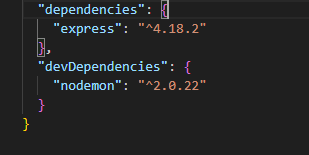 "dependencies": {
"express": "^4.18.2"
},
"devDependencies": {
"nodemon": "^2.0.22"
}
}